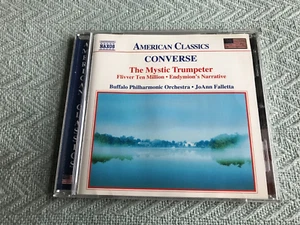 NAXOS
AMERICAN CLASSICS
CONVERSE
The Mystic Trumpeter
Flivver Ten Million • Endymion's Narrative
Buffalo Philharmonic Orchestra • JoAnn Falletta